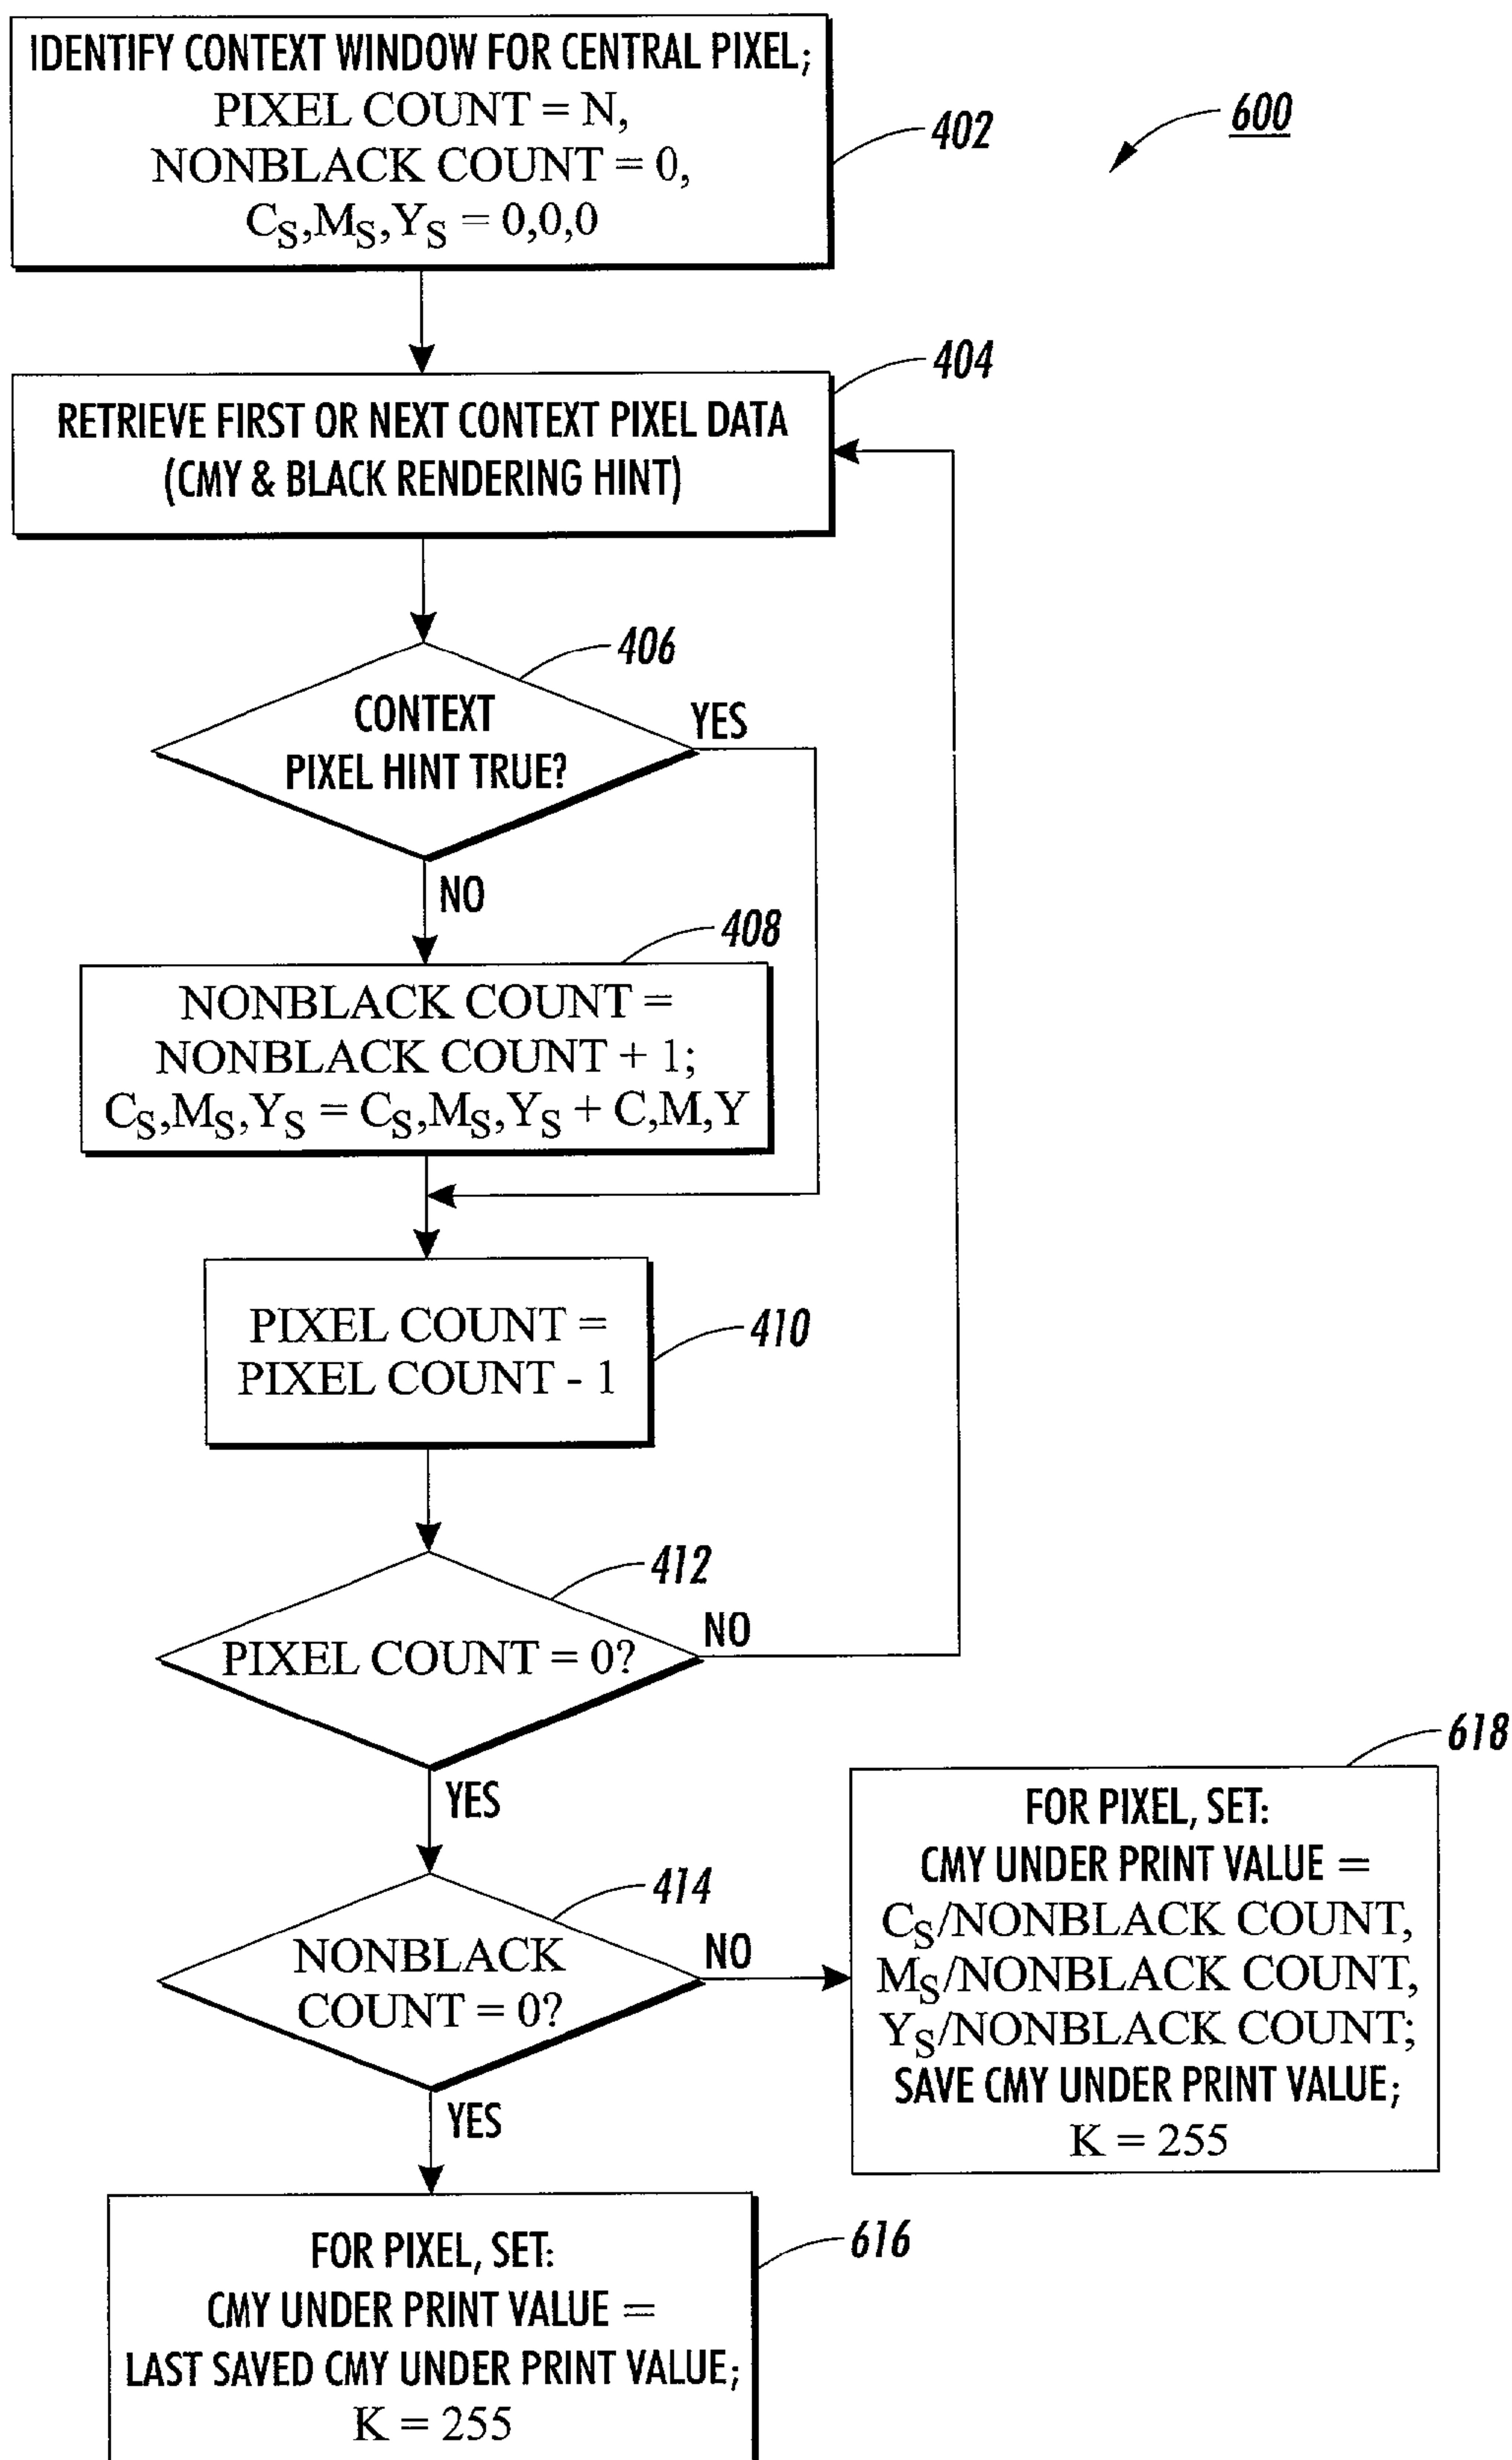 IDENTIFY CONTEXT WINDOW FOR CENTRAL PIXEL;
PIXEL COUNT = N,
NONBLACK COUNT = 0,
CS,MS,YS = 0,0,0
402
600
404
RETRIEVE FIRST OR NEXT CONTEXT PIXEL DATA
(CMY & BLACK RENDERING HINT)
406
CONTEXT
PIXEL HINT TRUE?
YES
NO
408
NONBLACK COUNT =
NONBLACK COUNT + 1;
CS,MS,YS = CS,MS,YS + C,M,Y
PIXEL COUNT =
PIXEL COUNT - 1
410
412
PIXEL COUNT = 0?
NO
YES
414
NONBLACK
COUNT = 0?
NO
YES
618
FOR PIXEL, SET:
CMY UNDER PRINT VALUE =
CS/NONBLACK COUNT,
MS/NONBLACK COUNT,
YS/NONBLACK COUNT;
SAVE CMY UNDER PRINT VALUE;
K = 255
616
FOR PIXEL, SET:
CMY UNDER PRINT VALUE =
LAST SAVED CMY UNDER PRINT VALUE;
K = 255